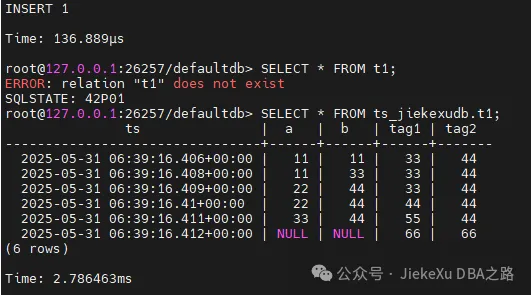 INSERT 1
Time: 136.889µs
root@127.0.0.1:26257/defaultdb> SELECT * FROM t1;
ERROR: relation "t1" does not exist
SQLSTATE: 42P01
root@127.0.0.1:26257/defaultdb> SELECT * FROM ts_jiekexudb.t1;
ts | a | b | tag1 | tag2
--------------------------------+------+------+------+-------
2025-05-31 06:39:16.406+00:00 | 11 | 11 | 33 | 44
2025-05-31 06:39:16.408+00:00 | 11 | 33 | 33 | 44
2025-05-31 06:39:16.409+00:00 | 22 | 44 | 33 | 44
2025-05-31 06:39:16.41+00:00 | 22 | 44 | 44 | 44
2025-05-31 06:39:16.411+00:00 | 33 | 44 | 55 | 44
2025-05-31 06:39:16.412+00:00 | NULL | NULL | 66 | 66
(6 rows)
Time: 2.786463ms
公众号 · JiekeXu DBA之路